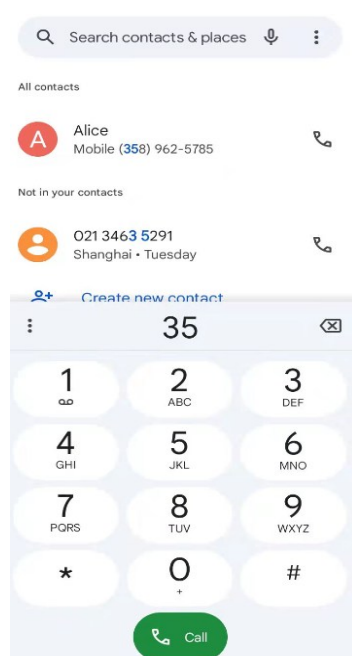 Search contacts & places
All contacts
A
Alice
Mobile (358) 962-5785
Not in your contacts
021 3463 5291
Shanghai • Tuesday
Create new contact
35
1
2
ABC
3
DEF
4
GHI
5
JKL
6
MNO
7
PQRS
8
TUV
9
WXYZ
*
0
+
#
Call